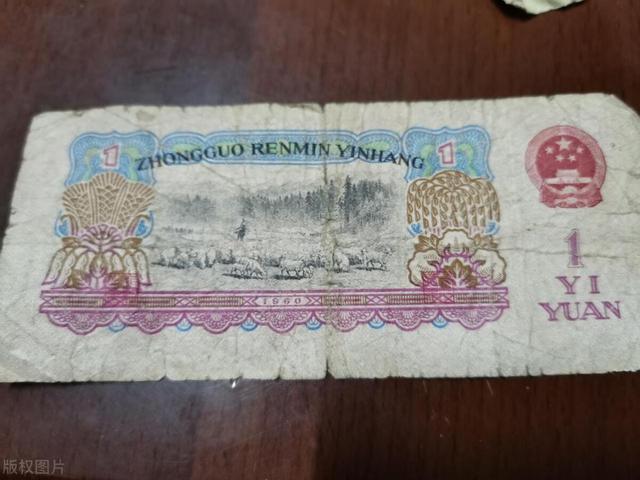 1
ZHONGGUO RENMIN YINHANG
1
1960
1
YI
YUAN
版权图片